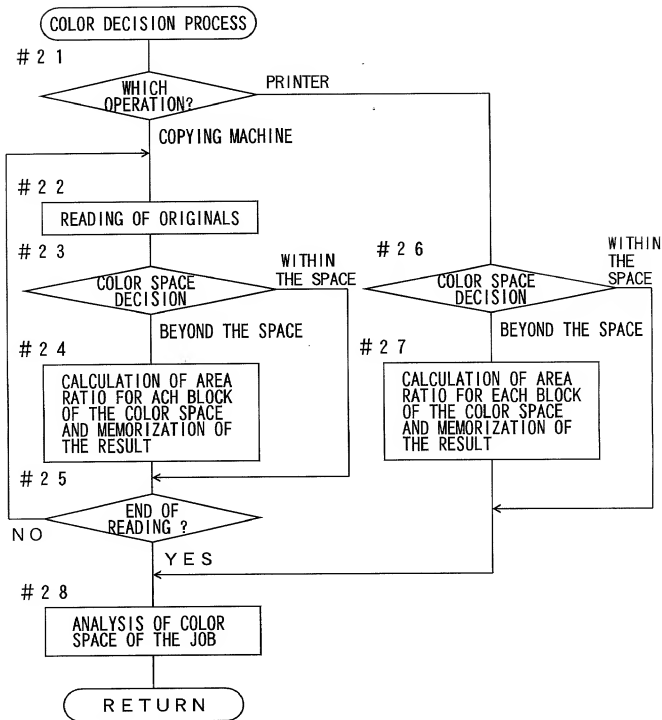 COLOR DECISION PROCESS
#21
WHICH
OPERATION?
PRINTER
COPYING MACHINE
#22
READING OF ORIGINALS
#23
COLOR SPACE
DECISION
WITHIN
THE SPACE
#26
COLOR SPACE
DECISION
WITHIN
THE
SPACE
BEYOND THE SPACE
BEYOND THE SPACE
#24
CALCULATION OF AREA
RATIO FOR ACH BLOCK
OF THE COLOR SPACE
AND MEMORIZATION OF
THE RESULT
#27
CALCULATION OF AREA
RATIO FOR EACH BLOCK
OF THE COLOR SPACE
AND MEMORIZATION OF
THE RESULT
#25
END OF
READING ?
NO
YES
#28
ANALYSIS OF COLOR
SPACE OF THE JOB
RETURN